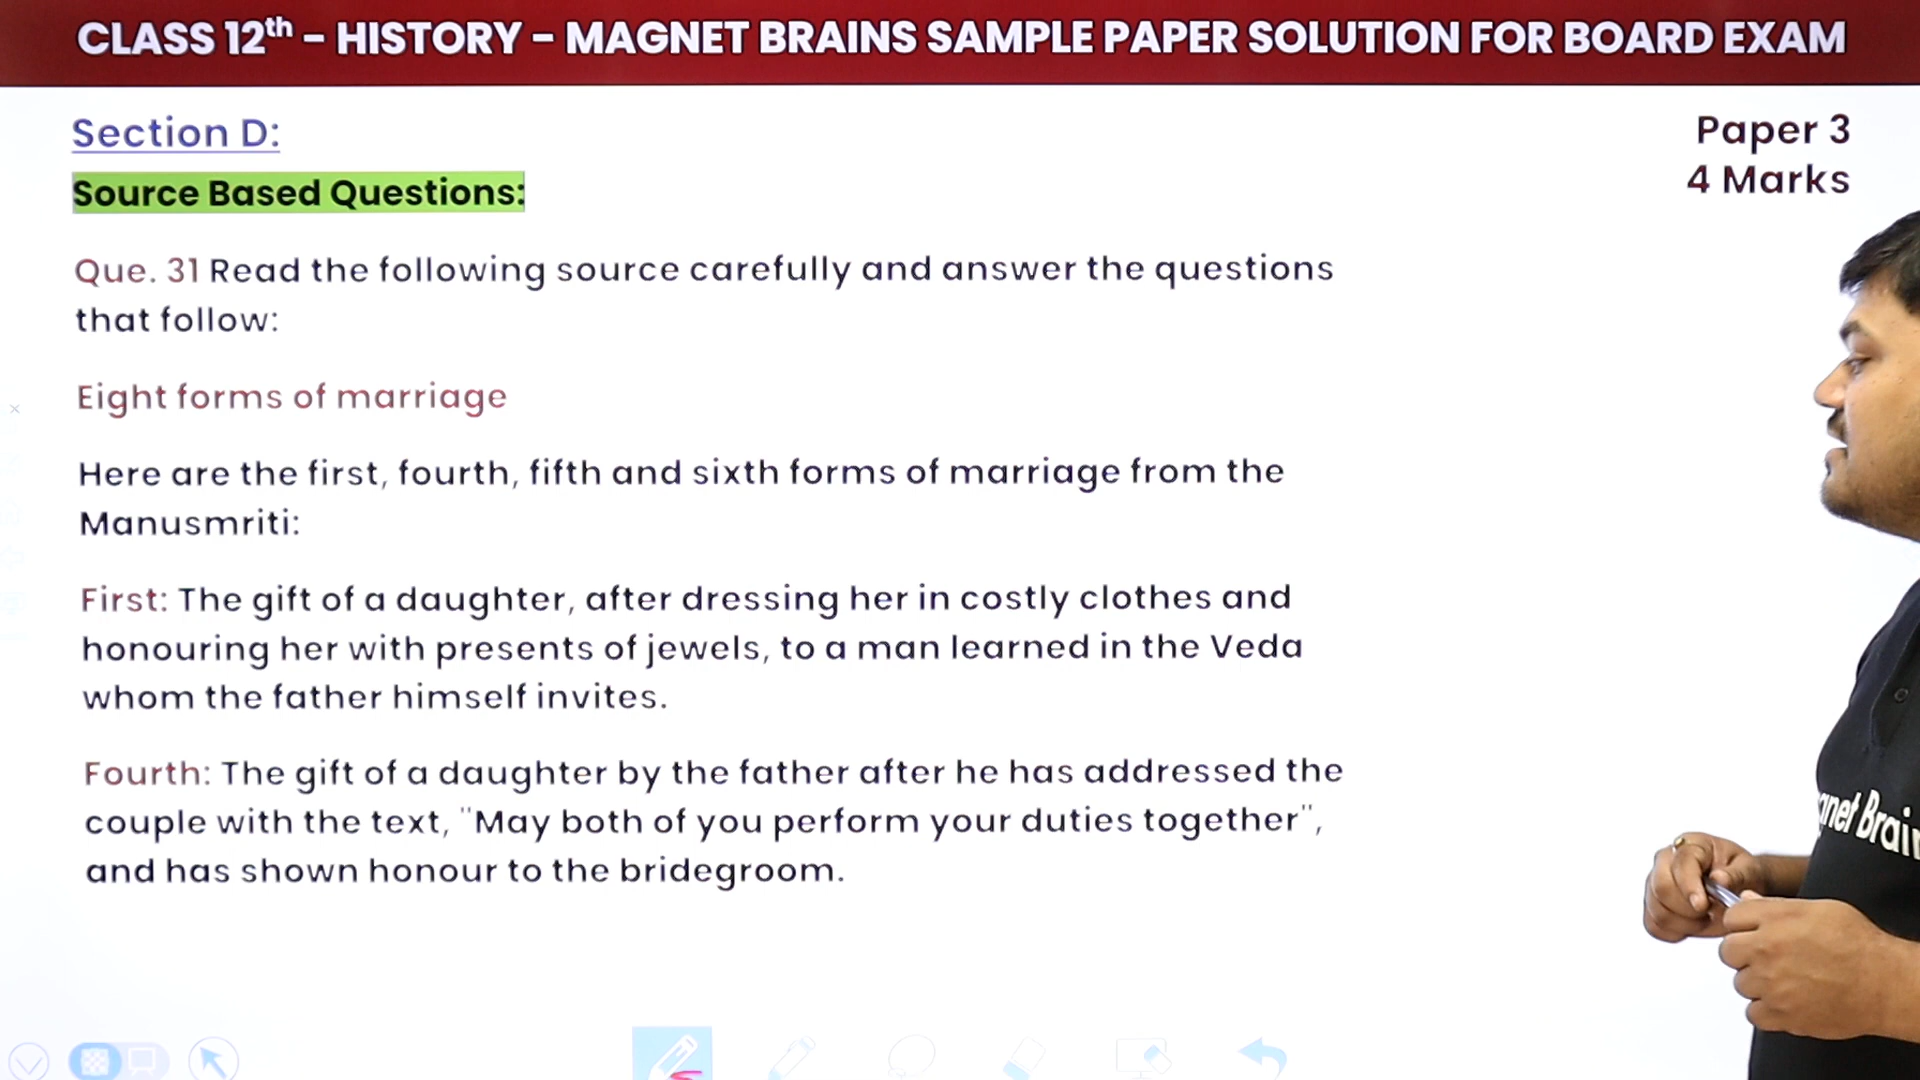 CLASS 12th - HISTORY - MAGNET BRAINS SAMPLE PAPER SOLUTION FOR BOARD EXAM
Section D:
Paper 3
4 Marks
Source Based Questions:
Que. 31 Read the following source carefully and answer the questions
that follow:
Eight forms of marriage
Here are the first, fourth, fifth and sixth forms of marriage from the
Manusmriti:
First: The gift of a daughter, after dressing her in costly clothes and
honouring her with presents of jewels, to a man learned in the Veda
whom the father himself invites.
Fourth: The gift of a daughter by the father after he has addressed the
couple with the text, "May both of you perform your duties together",
and has shown honour to the bridegroom.